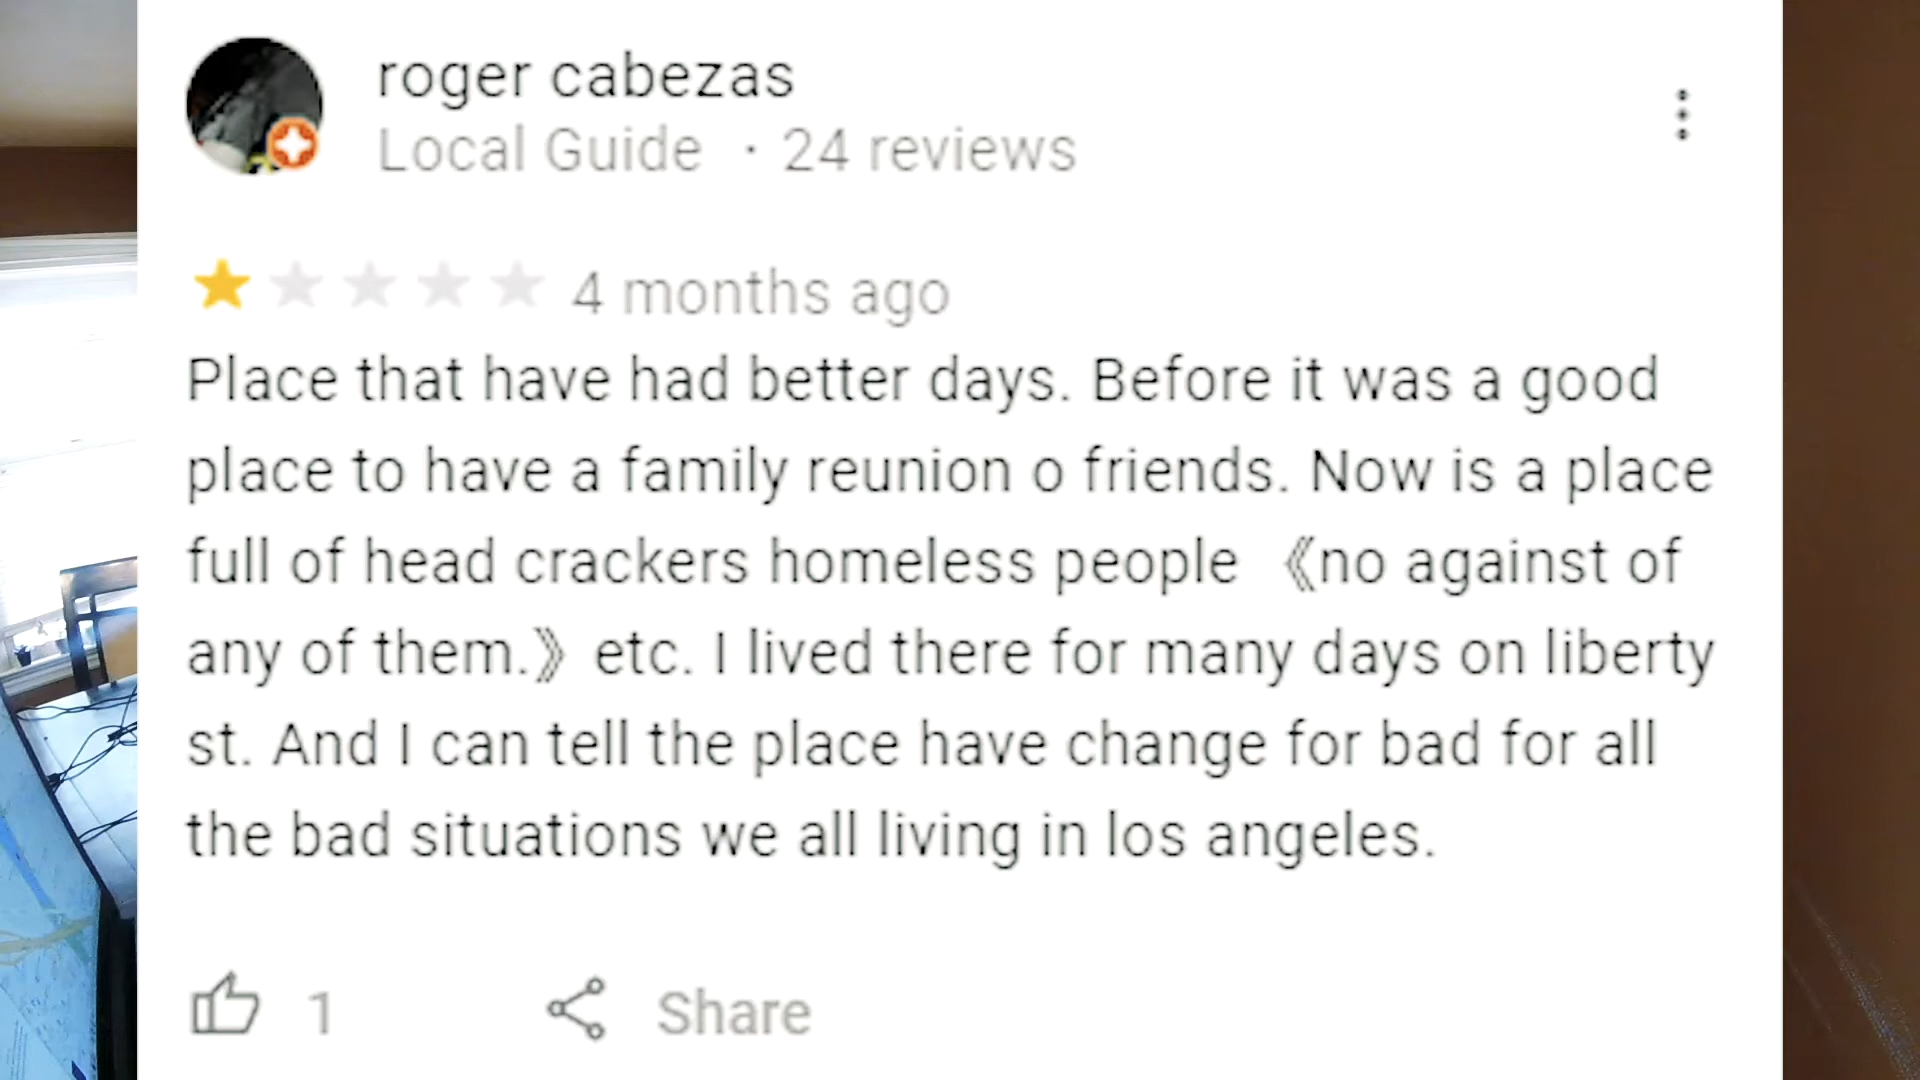 roger cabezas
Local Guide · 24 reviews
4 months ago
Place that have had better days. Before it was a good
place to have a family reunion o friends. Now is a place
full of head crackers homeless people 《no against of
any of them.》 etc. I lived there for many days on liberty
st. And I can tell the place have change for bad for all
the bad situations we all living in los angeles.
1 Share